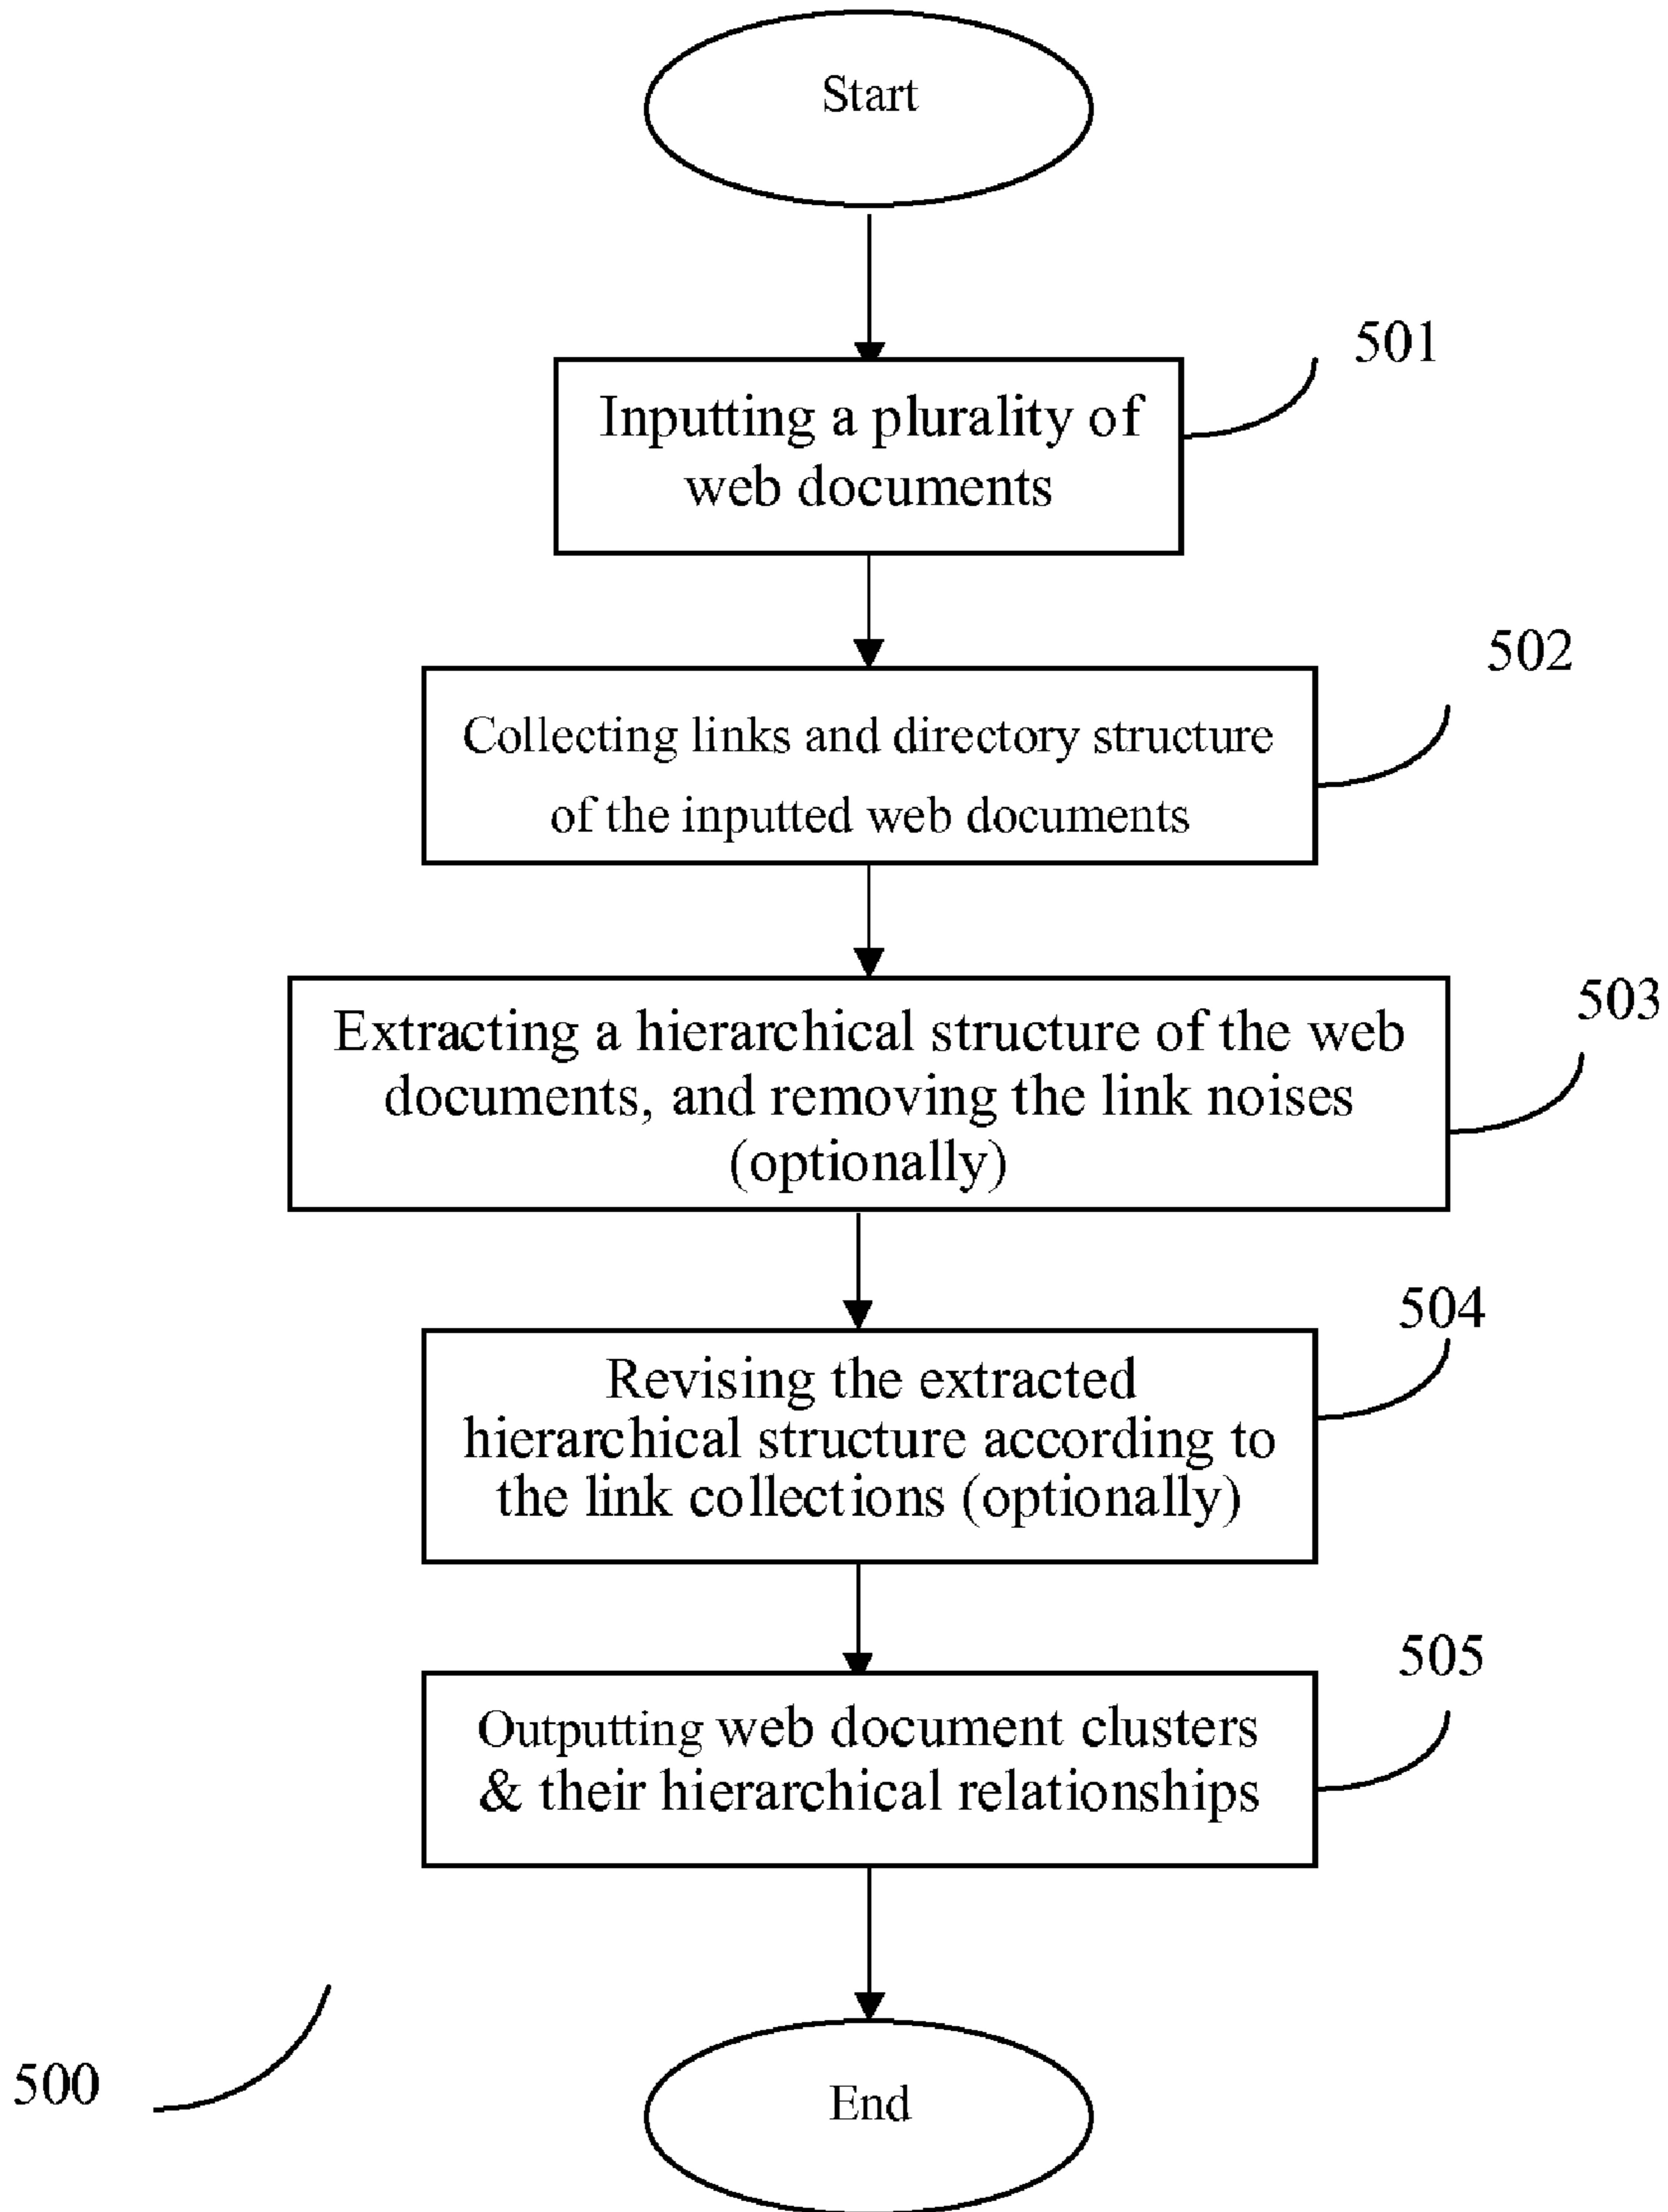 Start
501
Inputting a plurality of
web documents
502
Collecting links and directory structure
of the inputted web documents
503
Extracting a hierarchical structure of the web
documents, and removing the link noises
(optionally)
504
Revising the extracted
hierarchical structure according to
the link collections (optionally)
505
Outputting web document clusters
& their hierarchical relationships
500
End